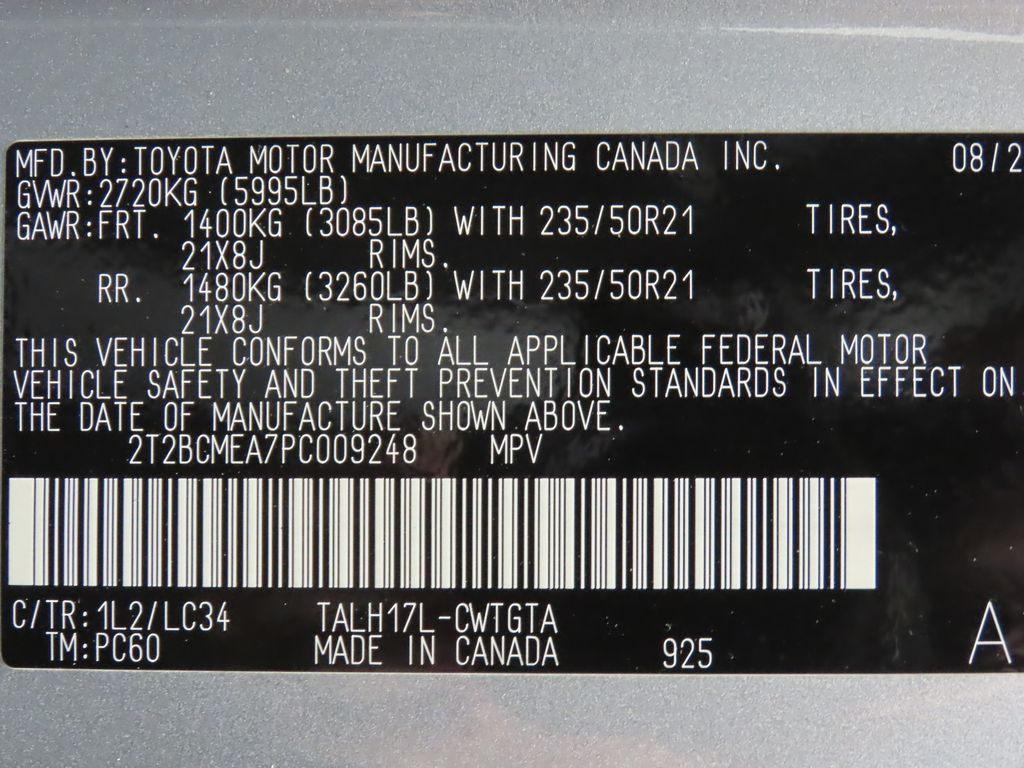 MFD.BY:TOYOTA MOTOR MANUFACTURING CANADA INC. 08/2
GVWR:2720KG (5995LB)
GAWR:FRT. 1400KG (3085LB) WITH 235/50R21 TIRES,
21X8J RIMS.
RR. 1480KG (3260LB) WITH 235/50R21 TIRES,
21X8J RIMS.
THIS VEHICLE CONFORMS TO ALL APPLICABLE FEDERAL MOTOR
VEHICLE SAFETY AND THEFT PREVENTION STANDARDS IN EFFECT ON
THE DATE OF MANUFACTURE SHOWN ABOVE.
2T2BCMEA7PC009248 MPV
C/TR:1L2/LC34 TALH17L-CWTGTA
TM:PC60 MADE IN CANADA 925 A